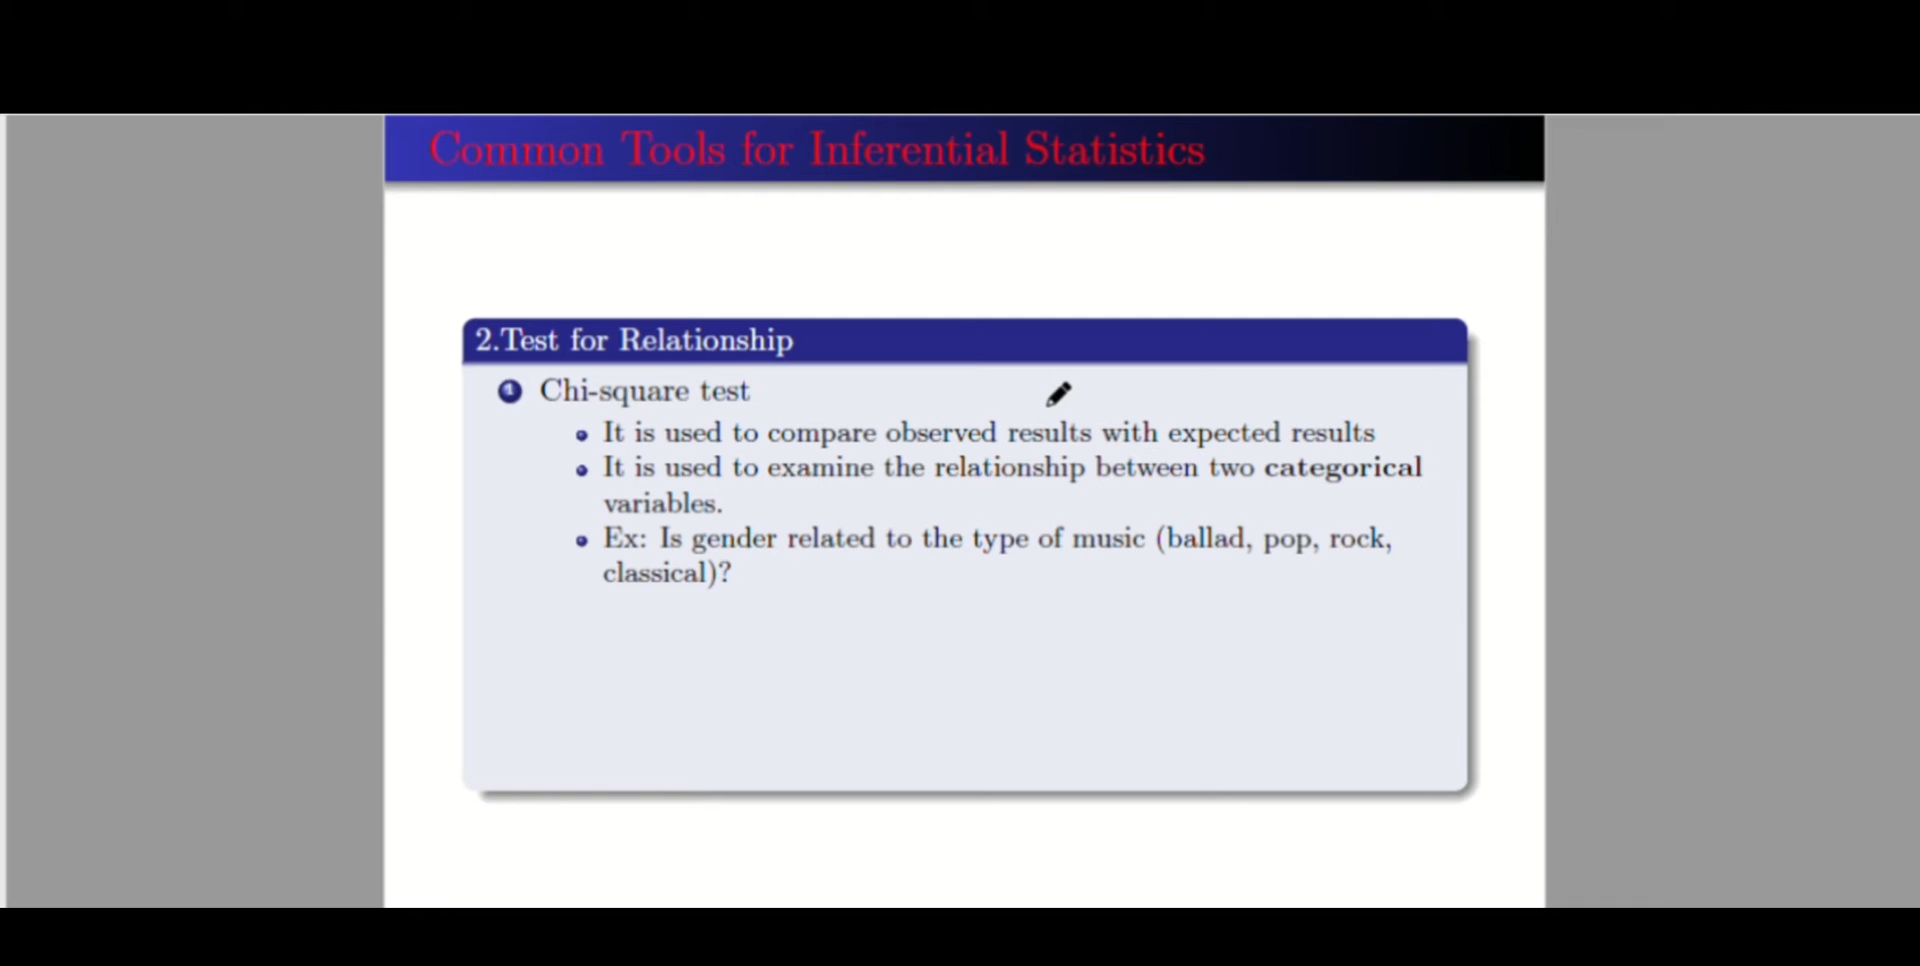 Common Tools for Inferential Statistics
2.Test for Relationship
1 Chi-square test
It is used to compare observed results with expected results
It is used to examine the relationship between two categorical
variables.
Ex: Is gender related to the type of music (ballad, pop, rock,
classical)?